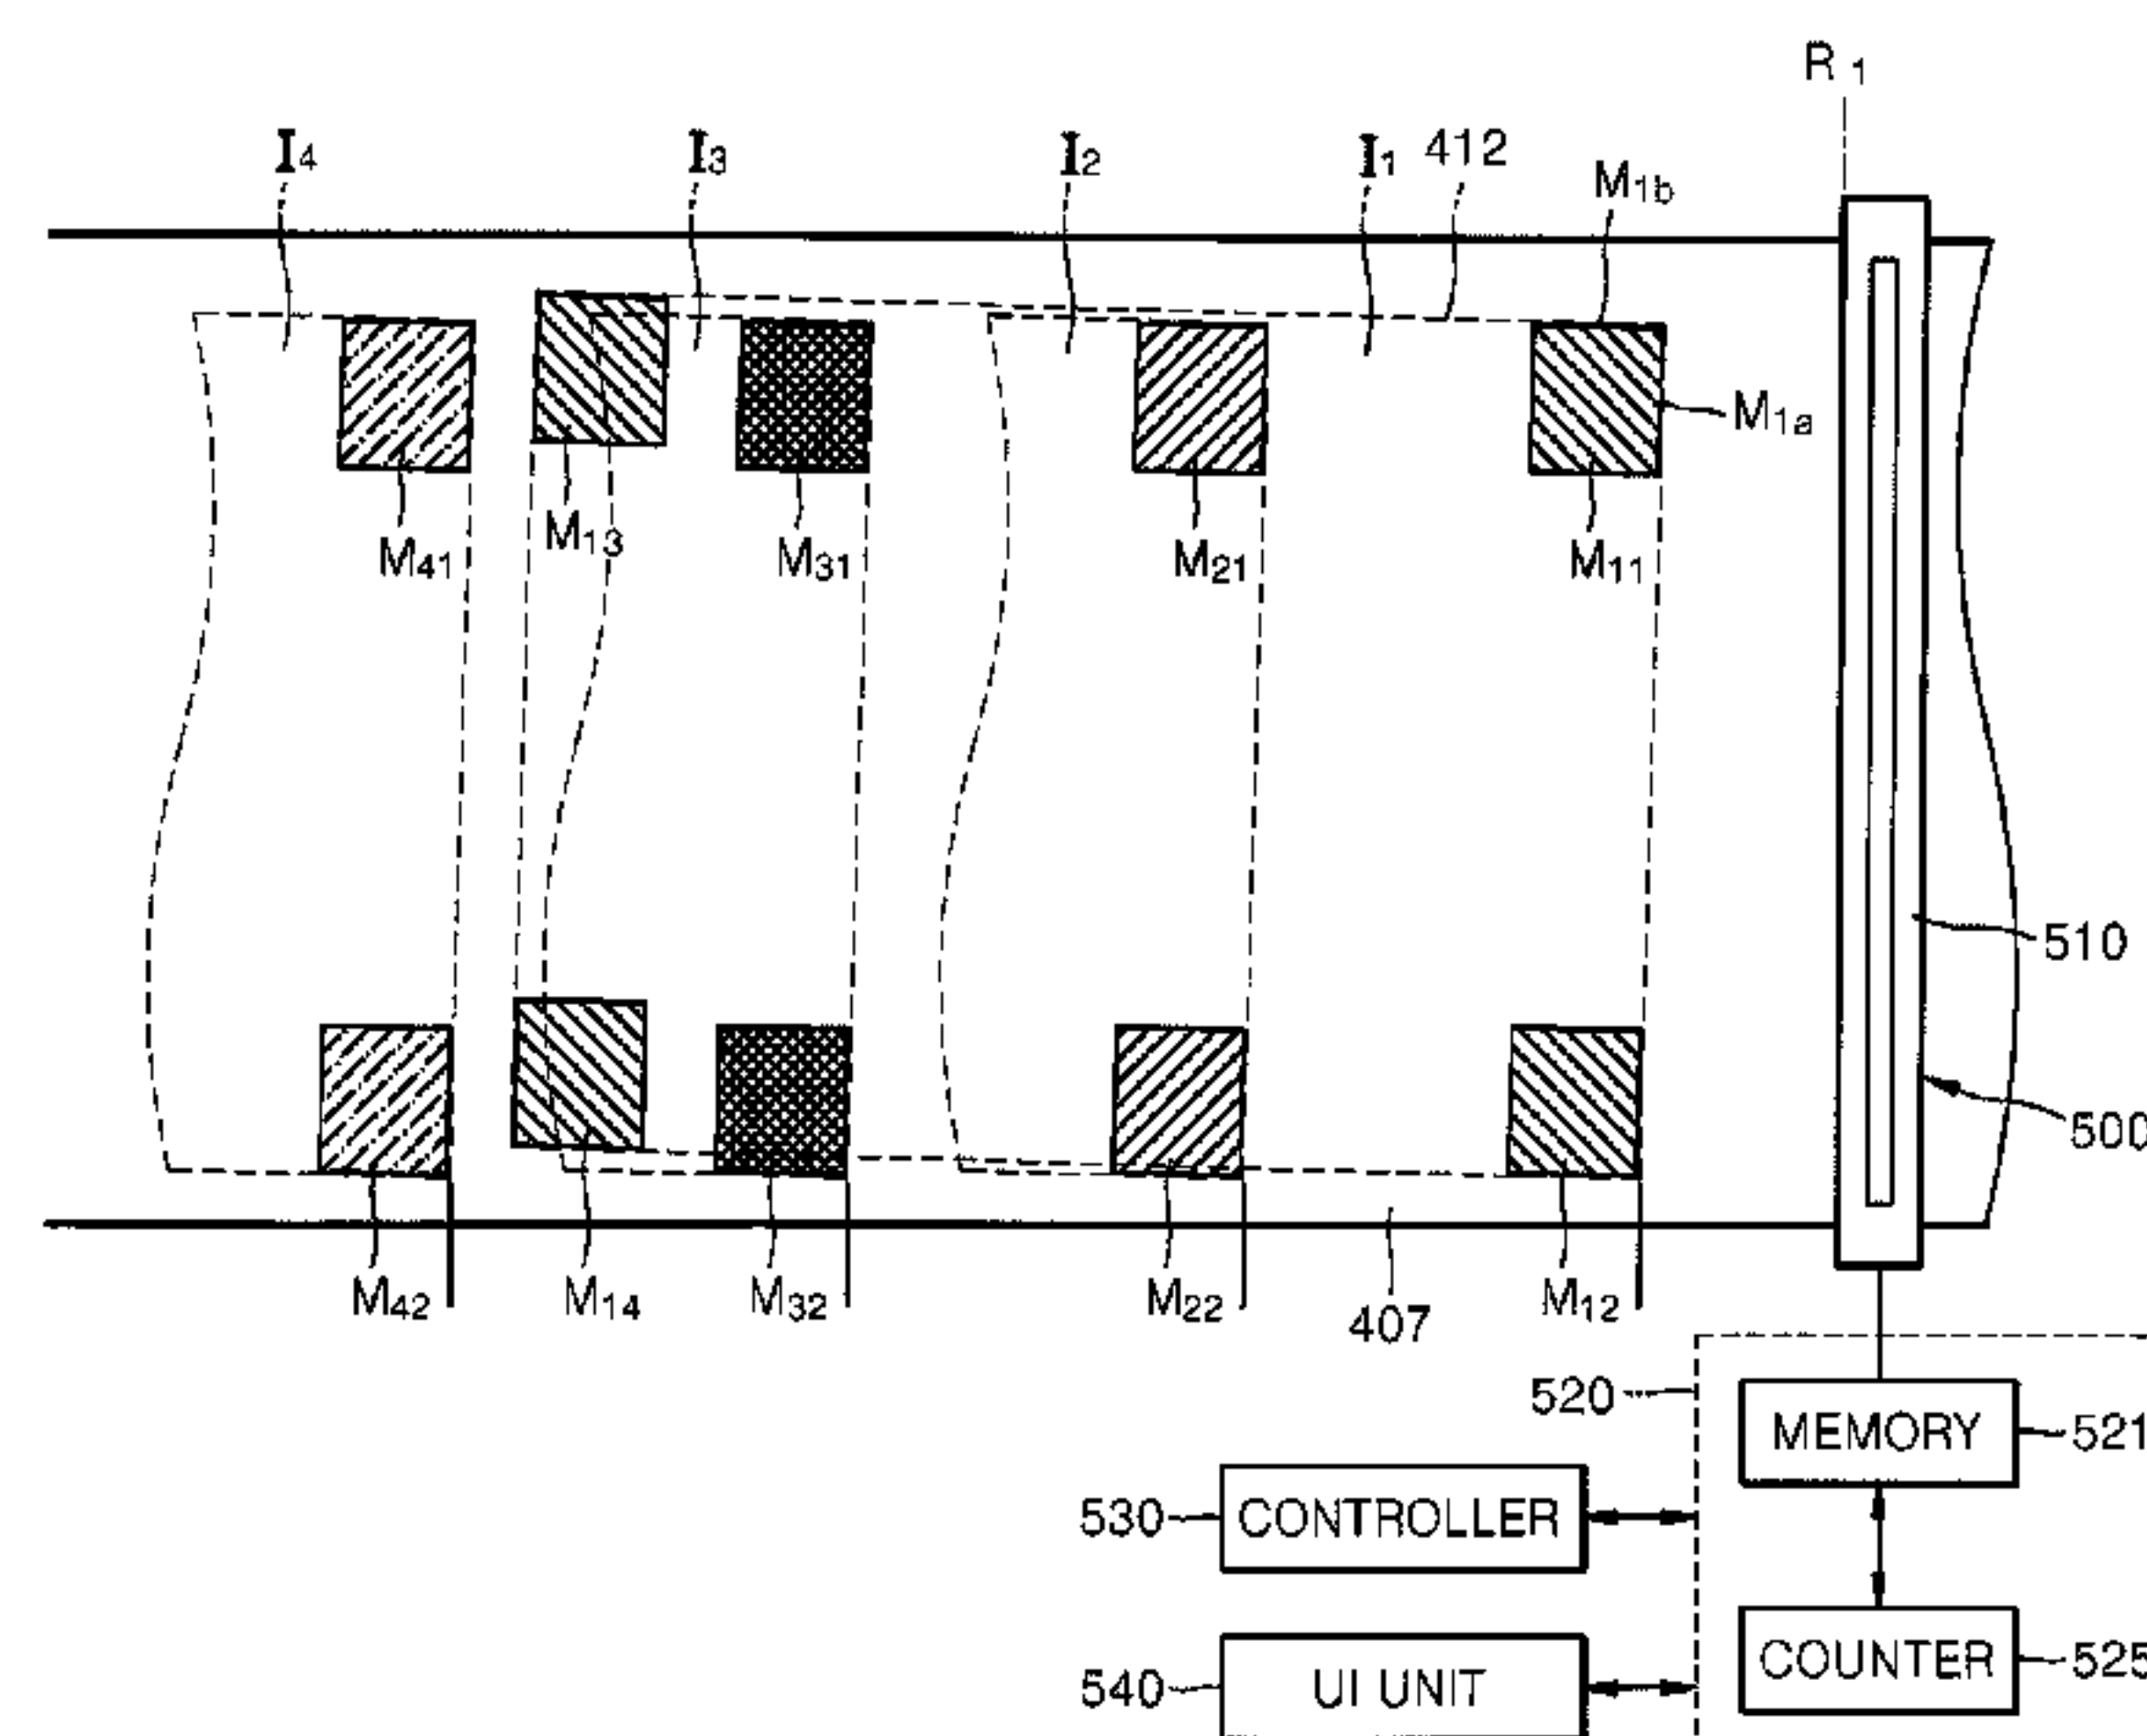 R1
I4 I3 I2 I1 412 M1b
M1a
M41 M13 M31 M21 M11
510
500
M42 M14 M32 M22 407 M12
520 MEMORY 521
530 CONTROLLER
COUNTER 525
540 UI UNIT